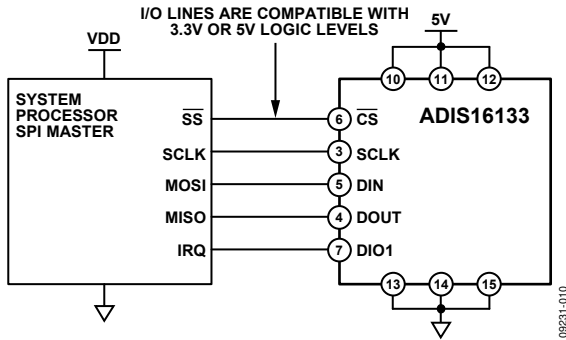 I/O LINES ARE COMPATIBLE WITH
3.3V OR 5V LOGIC LEVELS
VDD
5V
10 11 12
SYSTEM
PROCESSOR
SPI MASTER
ADIS16133
SS 6 CS
SCLK 3 SCLK
MOSI 5 DIN
MISO 4 DOUT
IRQ 7 DIO1
13 14 15
09231-010